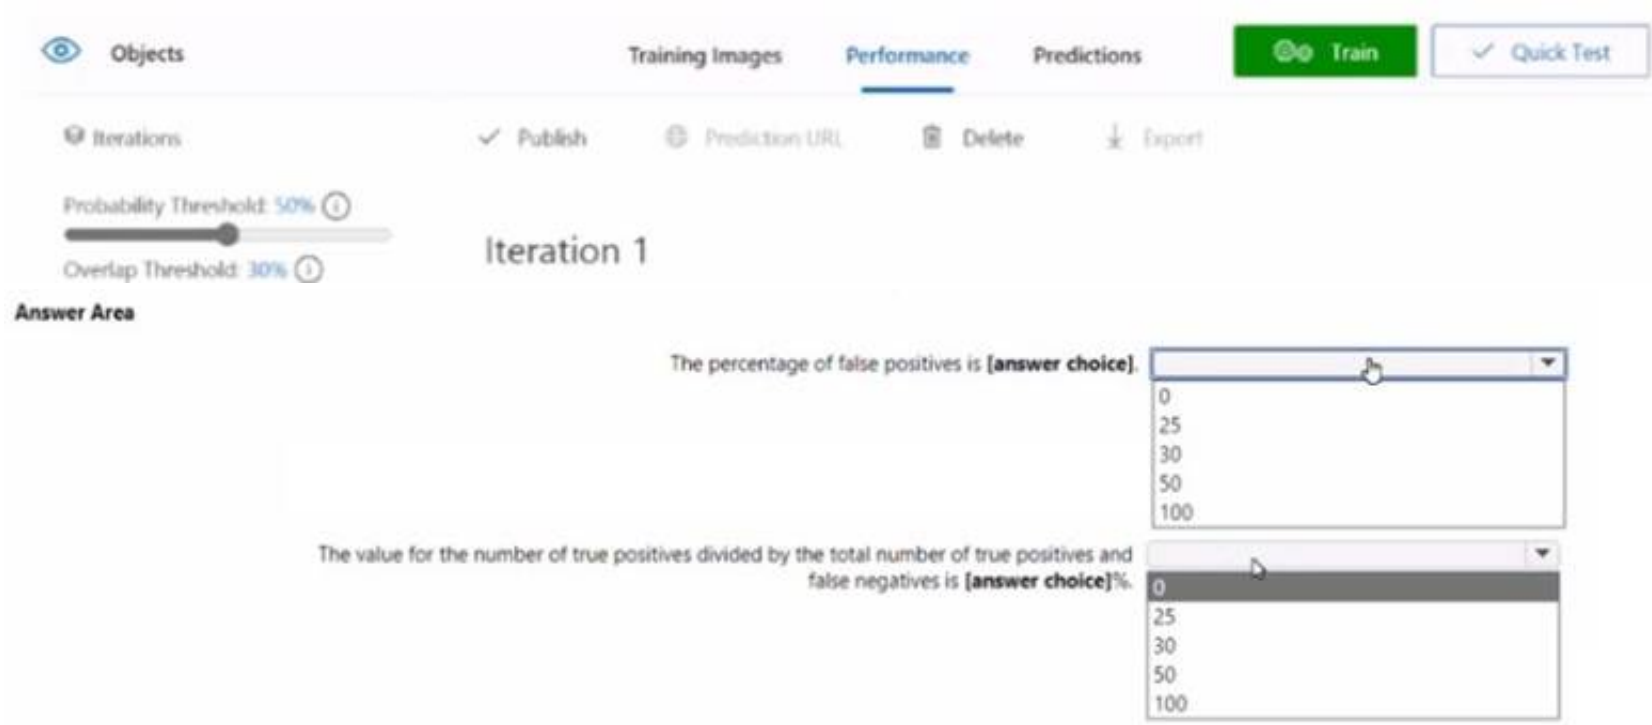 Objects
Training Images
Performance
Predictions
Train
Quick Test
Iterations
Publish
Prediction URL
Delete
Export
Probability Threshold: 50%
Iteration 1
Overlap Threshold: 30%
Answer Area
The percentage of false positives is [answer choice].
0
25
30
50
100
The value for the number of true positives divided by the total number of true positives and
false negatives is [answer choice]%.
0
25
30
50
100